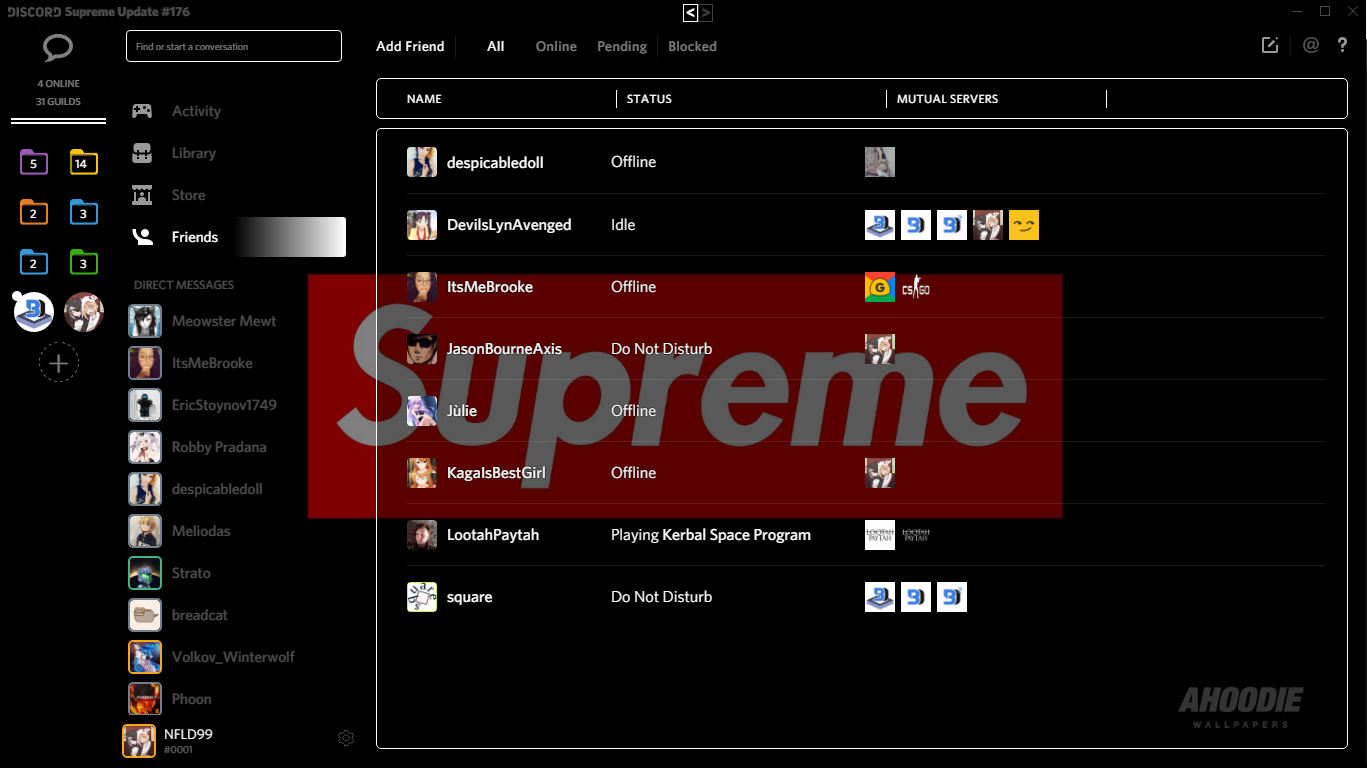 DISCORD Supreme Update #176
< >
4 ONLINE
31 GUILDS
5
14
2
3
2
3
Find or start a conversation
Activity
Library
Store
Friends
DIRECT MESSAGES
Meowster Mewt
ItsMeBrooke
EricStoynov1749
Robby Pradana
despicabledoll
Meliodas
Strato
breadcat
Volkov_Winterwolf
Phoon
NFLD99
#0001
Add Friend All Online Pending Blocked
@ ?
NAME STATUS MUTUAL SERVERS
despicabledoll Offline
DevilsLynAvenged Idle
ItsMeBrooke Offline G CS GO
JasonBourneAxis Do Not Disturb
Jùlie Offline
KagaIsBestGirl Offline
LootahPaytah Playing Kerbal Space Program LOOTAH PAYTAH LOOTAH PAYTAH
square Do Not Disturb
Supreme
AHOODIE
WALLPAPERS